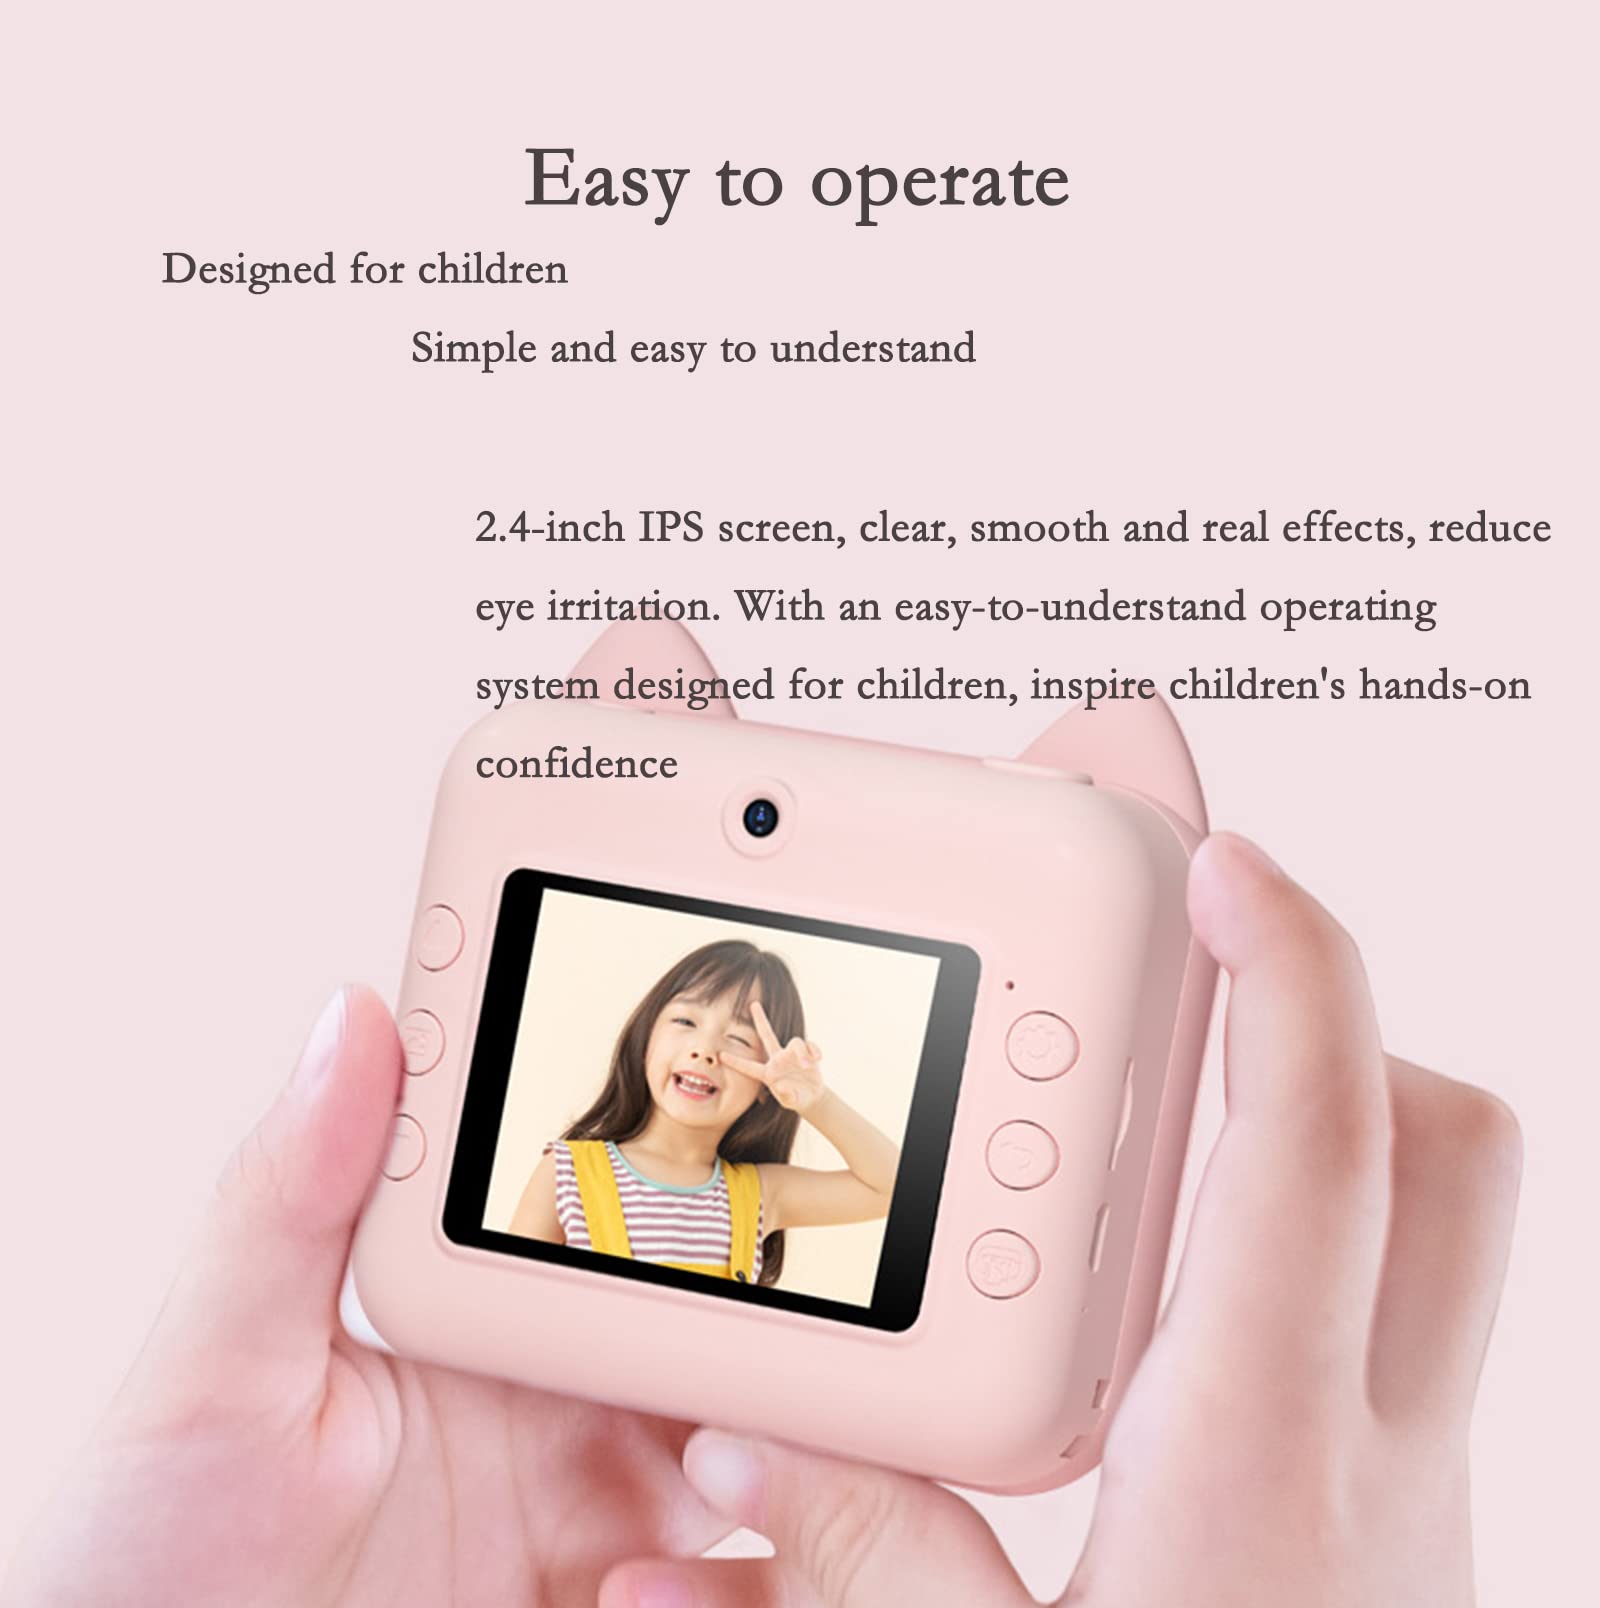 Easy to operate
Designed for children
Simple and easy to understand
2.4-inch IPS screen, clear, smooth and real effects, reduce
eye irritation. With an easy-to-understand operating
system designed for children, inspire children's hands-on
confidence